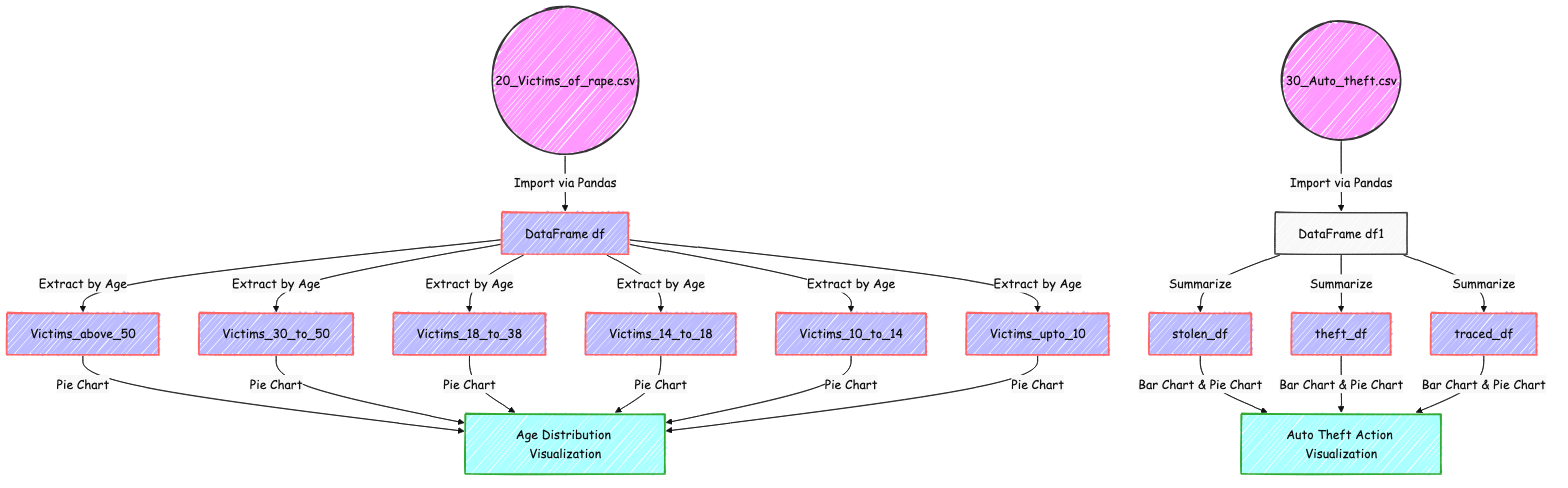 20_Victims_of_rape.csv
30_Auto_theft.csv
Import via Pandas
Import via Pandas
DataFrame df
DataFrame df1
Extract by Age
Extract by Age
Extract by Age
Extract by Age
Extract by Age
Extract by Age
Summarize
Summarize
Summarize
Victims_above_50
Victims_30_to_50
Victims_18_to_38
Victims_14_to_18
Victims_10_to_14
Victims_upto_10
stolen_df
theft_df
traced_df
Pie Chart
Pie Chart
Pie Chart
Pie Chart
Pie Chart
Pie Chart
Bar Chart & Pie Chart
Bar Chart & Pie Chart
Bar Chart & Pie Chart
Age Distribution
Visualization
Auto Theft Action
Visualization